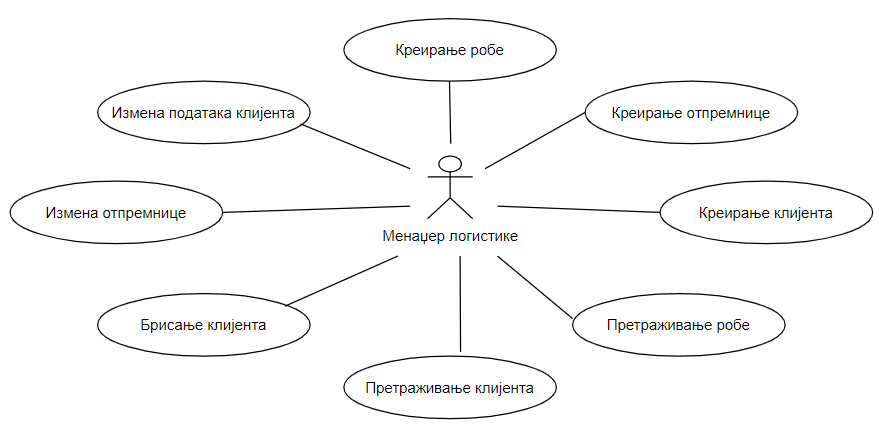 Креирање робе
Измена података клијента
Креирање отпремнице
Измена отпремнице
Креирање клијента
Менаџер логистике
Брисање клијента
Претраживање робе
Претраживање клијента